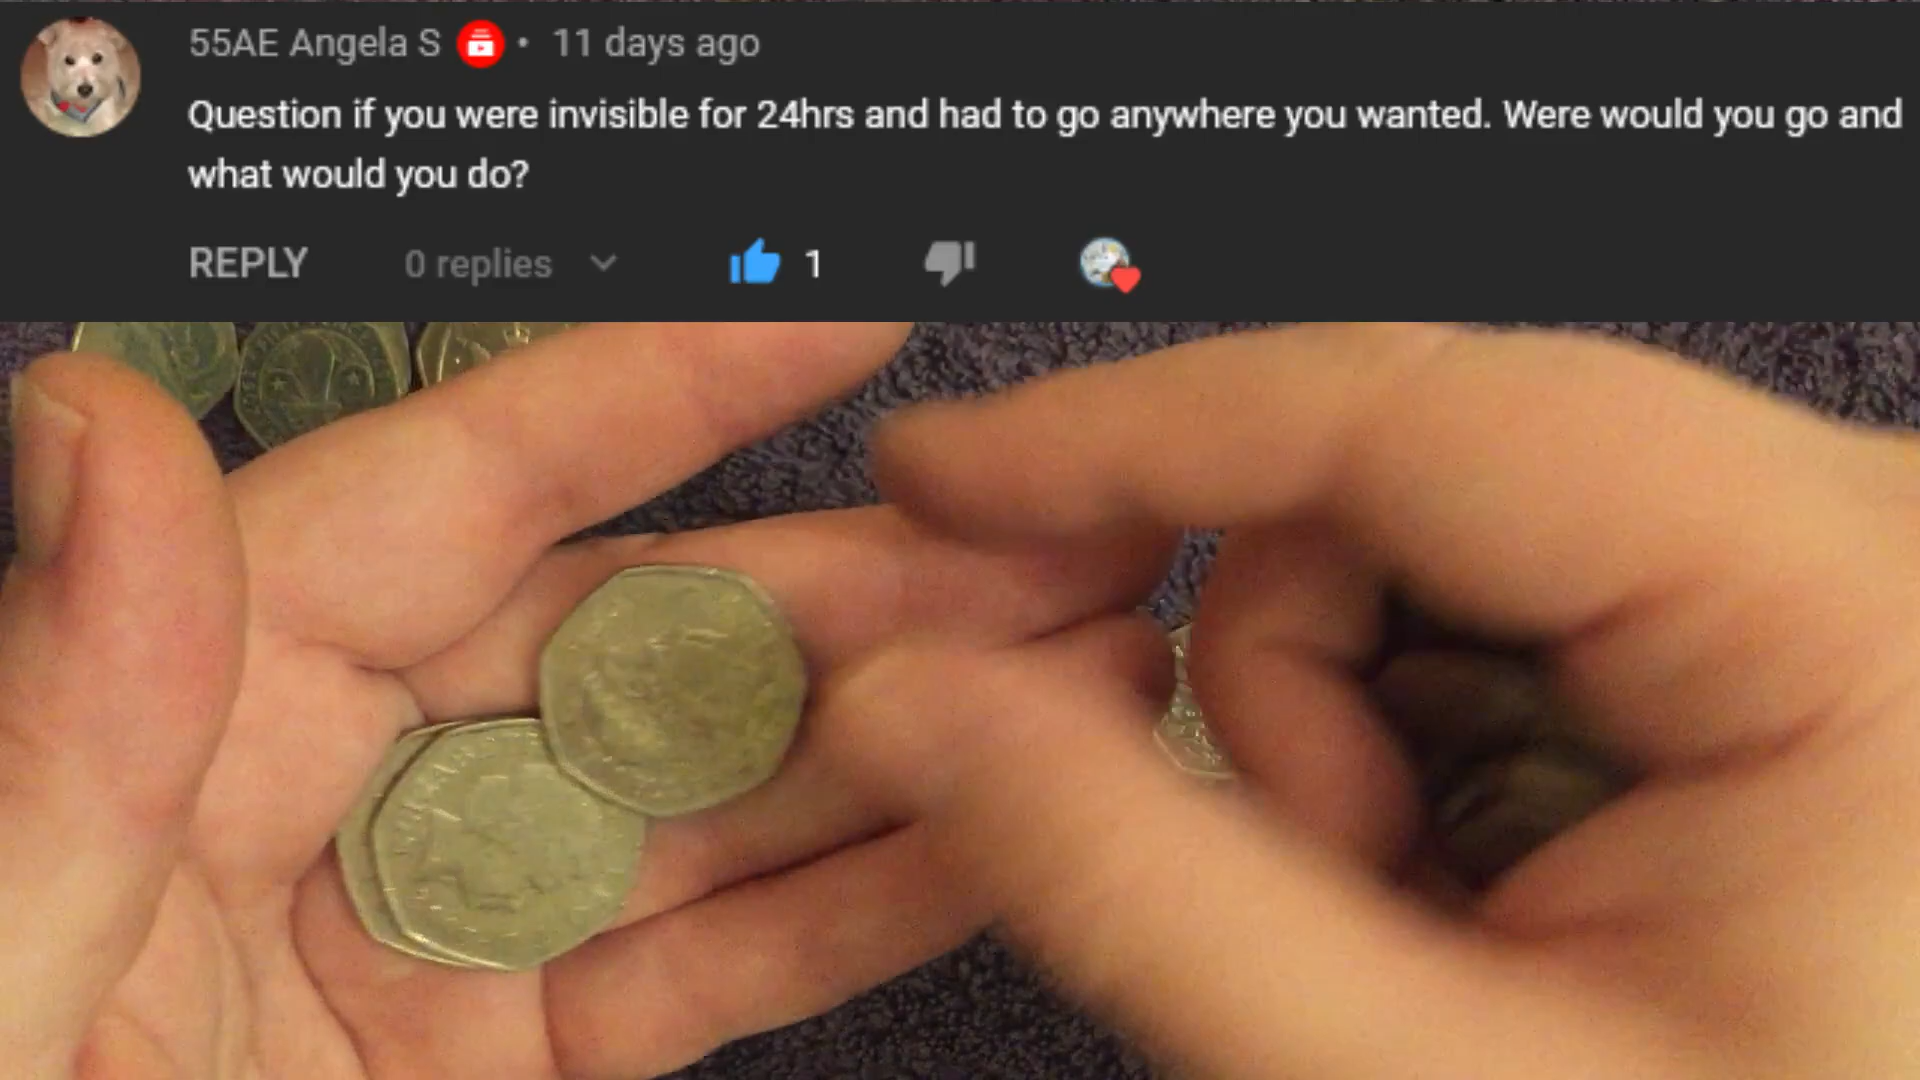 55AE Angela S • 11 days ago
Question if you were invisible for 24hrs and had to go anywhere you wanted. Were would you go and
what would you do?
REPLY 0 replies 1